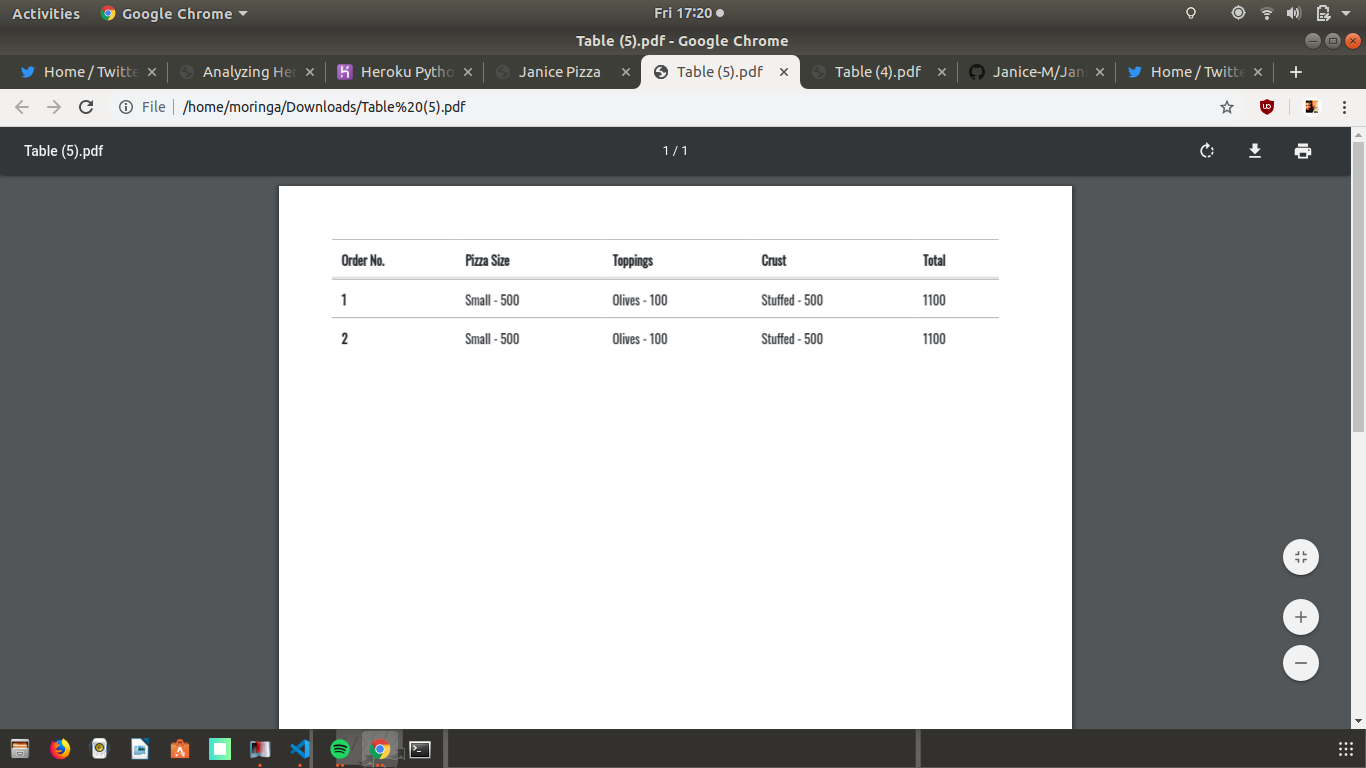 Activities Google Chrome Fri 17:20
Table (5).pdf - Google Chrome
Home / Twitte Analyzing Her Heroku Pytho Janice Pizza Table (5).pdf Table (4).pdf Janice-M/Jani Home / Twitte
File /home/moringa/Downloads/Table%20(5).pdf
Table (5).pdf 1 / 1
Order No. Pizza Size Toppings Crust Total
1 Small - 500 Olives - 100 Stuffed - 500 1100
2 Small - 500 Olives - 100 Stuffed - 500 1100